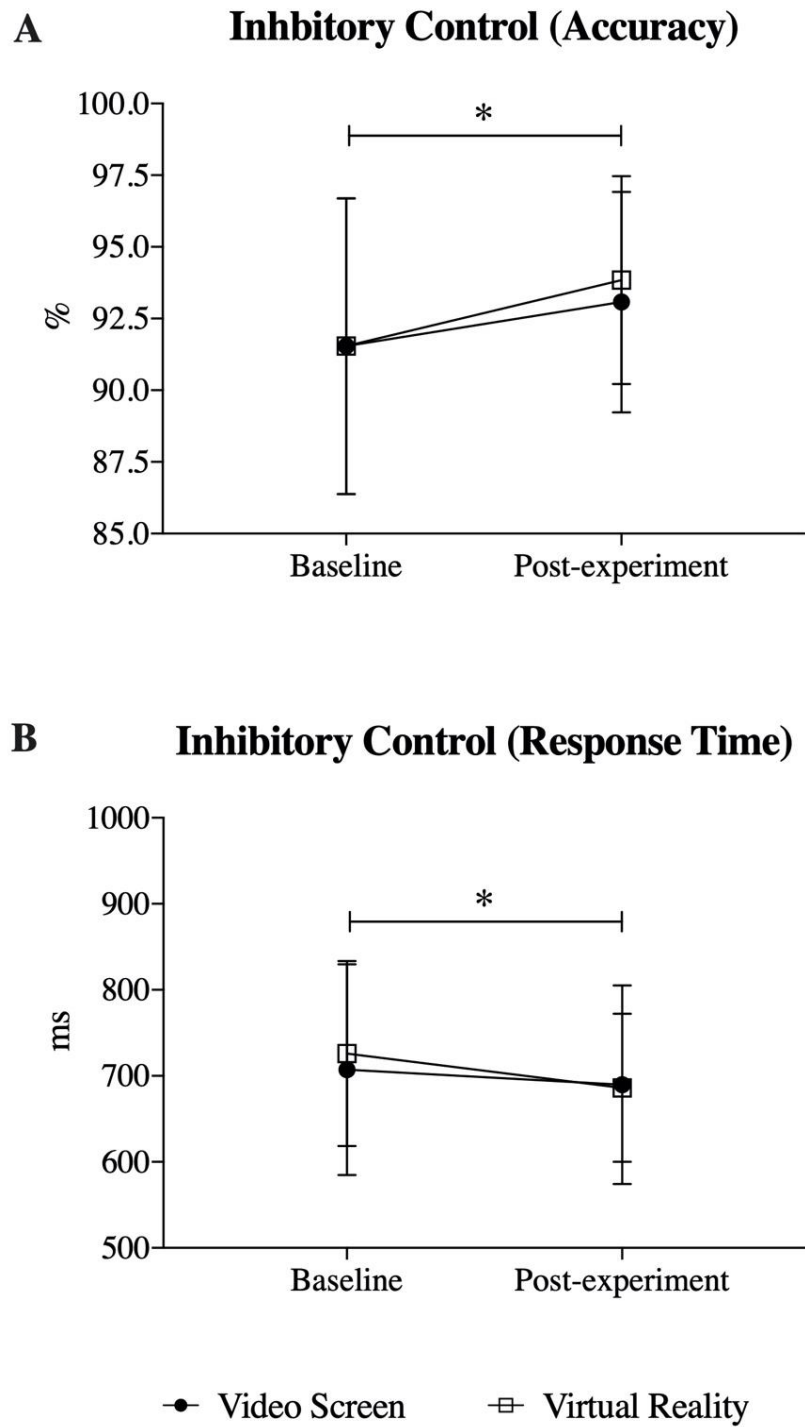 A Inhbitory Control (Accuracy)
100.0
*
97.5
95.0
%
92.5
90.0
87.5
85.0
Baseline Post-experiment
B Inhibitory Control (Response Time)
1000
900
*
800
ms
700
600
500
Baseline Post-experiment
Video Screen Virtual Reality